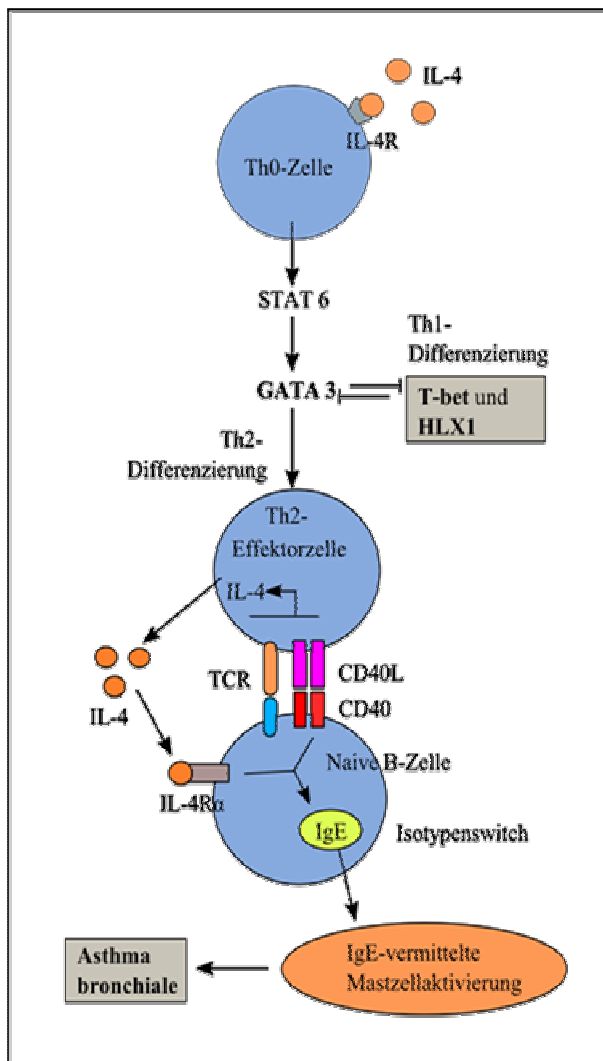 IL-4
IL-4R
Th0-Zelle
STAT 6
Th1-
Differenzierung
GATA 3
T-bet und
HLX1
Th2-
Differenzierung
Th2-
Effektorzelle
IL-4
TCR
CD40L
CD40
IL-4
Naive B-Zelle
IL-4Rα
IgE
Isotypenswitch
Asthma
bronchiale
IgE-vermittelte
Mastzellaktivierung